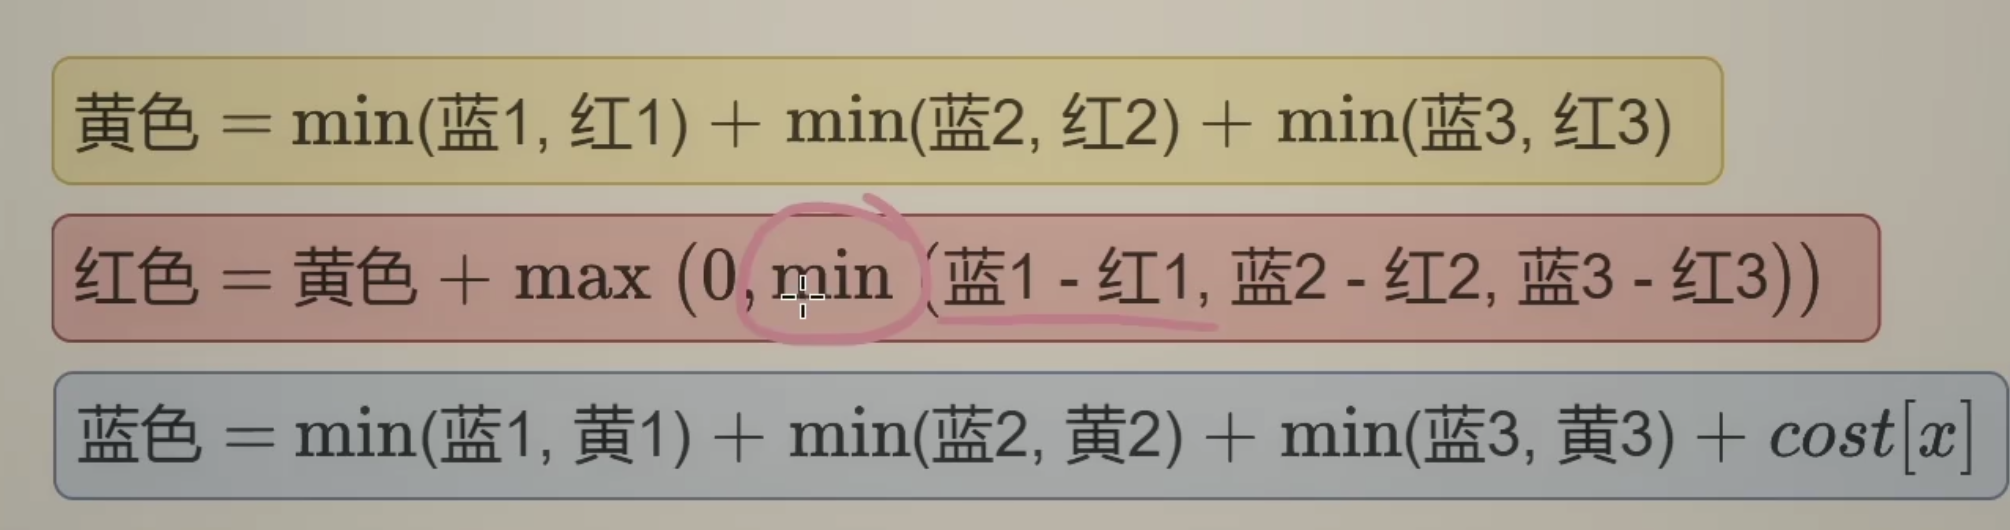 黄色 = min(蓝1, 红1) + min(蓝2, 红2) + min(蓝3, 红3)
红色 = 黄色 + max (0, min (蓝1 - 红1, 蓝2 - 红2, 蓝3 - 红3))
蓝色 = min(蓝1, 黄1) + min(蓝2, 黄2) + min(蓝3, 黄3) + cost[x]